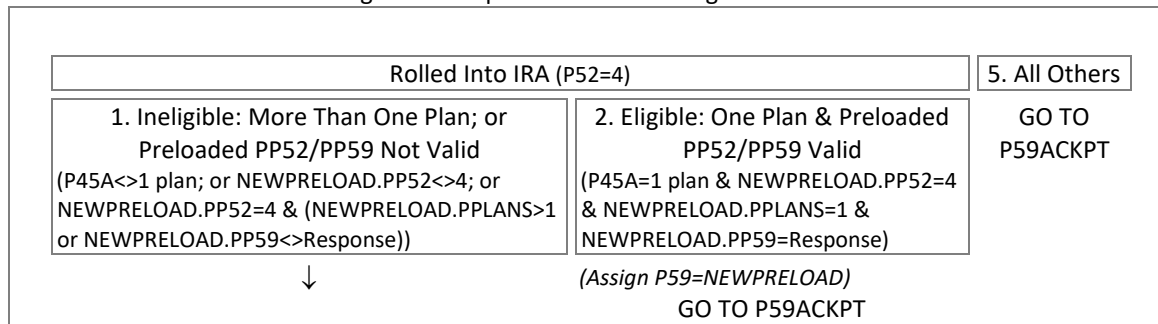 Rolled Into IRA (P52=4)
5. All Others
1. Ineligible: More Than One Plan; or
Preloaded PP52/PP59 Not Valid
(P45A<>1 plan; or NEWPRELOAD.PP52<>4; or
NEWPRELOAD.PP52=4 & (NEWPRELOAD.PPLANS>1
or NEWPRELOAD.PP59<>Response))
↓
2. Eligible: One Plan & Preloaded
PP52/PP59 Valid
(P45A=1 plan & NEWPRELOAD.PP52=4
& NEWPRELOAD.PPLANS=1 &
NEWPRELOAD.PP59=Response)
(Assign P59=NEWPRELOAD)
GO TO P59ACKPT
GO TO
P59ACKPT